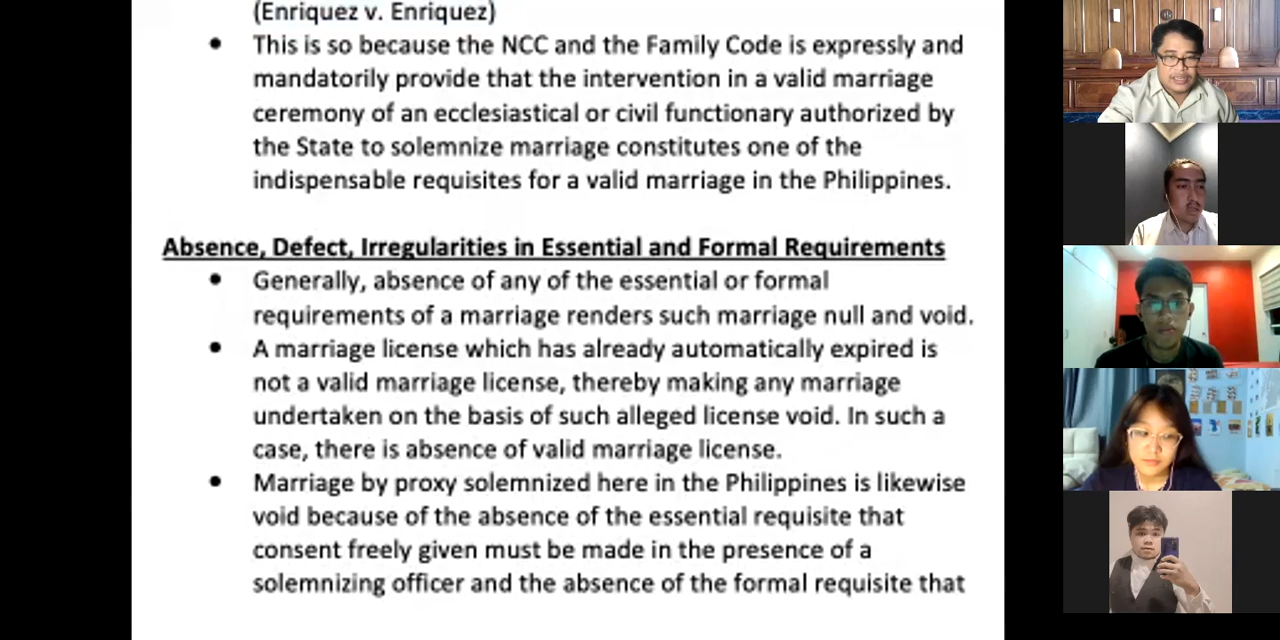 (Enriquez v. Enriquez)
• This is so because the NCC and the Family Code is expressly and
mandatorily provide that the intervention in a valid marriage
ceremony of an ecclesiastical or civil functionary authorized by
the State to solemnize marriage constitutes one of the
indispensable requisites for a valid marriage in the Philippines.
Absence, Defect, Irregularities in Essential and Formal Requirements
• Generally, absence of any of the essential or formal
requirements of a marriage renders such marriage null and void.
• A marriage license which has already automatically expired is
not a valid marriage license, thereby making any marriage
undertaken on the basis of such alleged license void. In such a
case, there is absence of valid marriage license.
• Marriage by proxy solemnized here in the Philippines is likewise
void because of the absence of the essential requisite that
consent freely given must be made in the presence of a
solemnizing officer and the absence of the formal requisite that